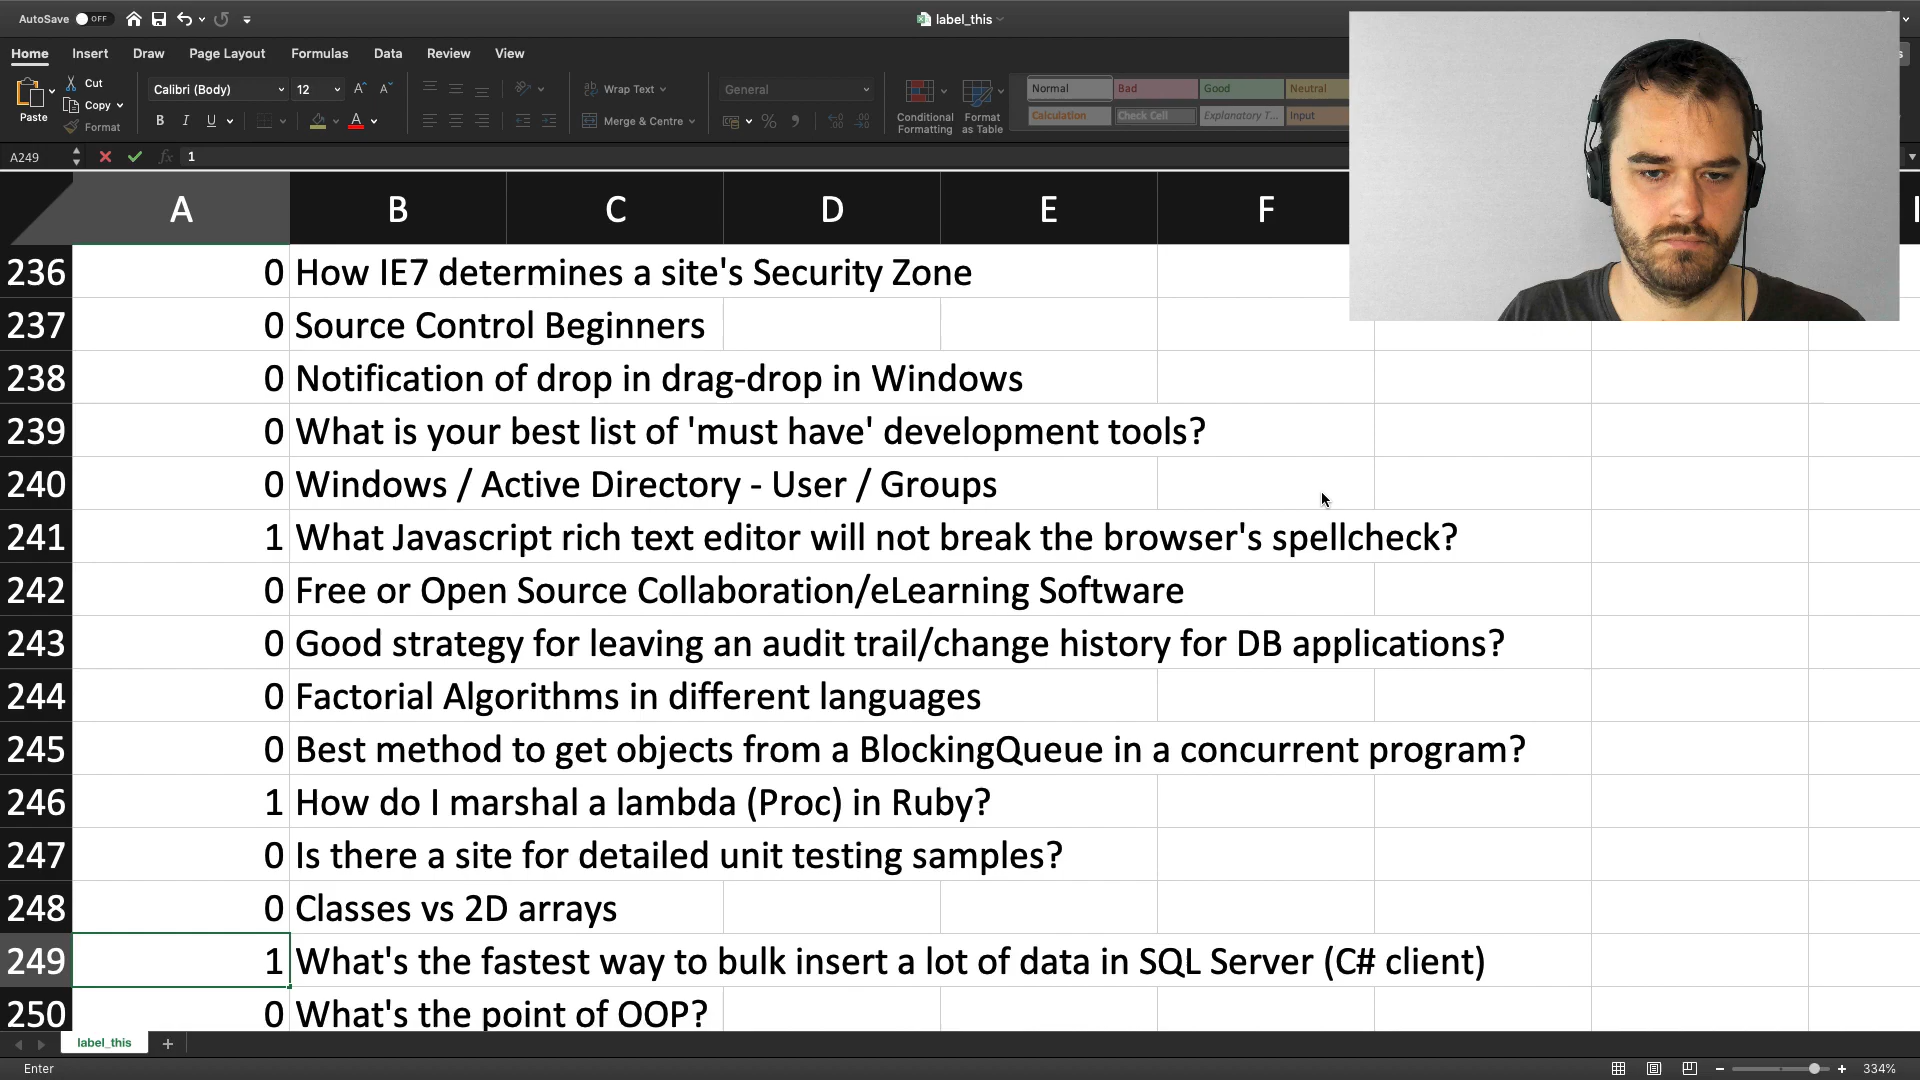 AutoSave OFF
label_this
Home Insert Draw Page Layout Formulas Data Review View
Paste
Cut
Copy
Format
Calibri (Body) 12
B I U
Wrap Text
Merge & Centre
General
Conditional Formatting
Format as Table
Normal Bad Good Neutral
Calculation Check Cell Explanatory T... Input
A249 fx 1
A B C D E F
236 0 How IE7 determines a site's Security Zone
237 0 Source Control Beginners
238 0 Notification of drop in drag-drop in Windows
239 0 What is your best list of 'must have' development tools?
240 0 Windows / Active Directory - User / Groups
241 1 What Javascript rich text editor will not break the browser's spellcheck?
242 0 Free or Open Source Collaboration/eLearning Software
243 0 Good strategy for leaving an audit trail/change history for DB applications?
244 0 Factorial Algorithms in different languages
245 0 Best method to get objects from a BlockingQueue in a concurrent program?
246 1 How do I marshal a lambda (Proc) in Ruby?
247 0 Is there a site for detailed unit testing samples?
248 0 Classes vs 2D arrays
249 1 What's the fastest way to bulk insert a lot of data in SQL Server (C# client)
250 0 What's the point of OOP?
label_this
Enter
334%